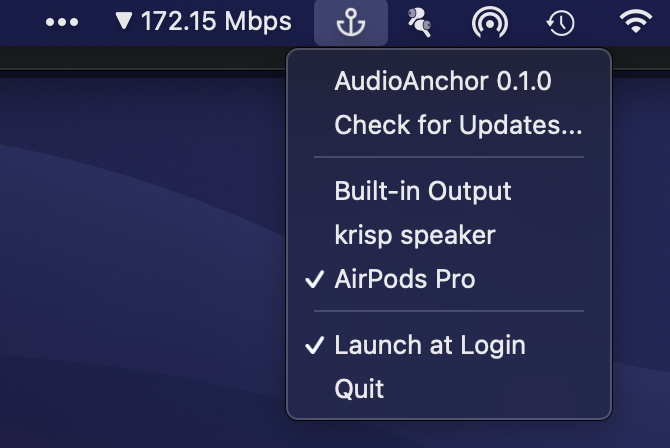 ▼ 172.15 Mbps
AudioAnchor 0.1.0
Check for Updates...
Built-in Output
krisp speaker
✓ AirPods Pro
✓ Launch at Login
Quit